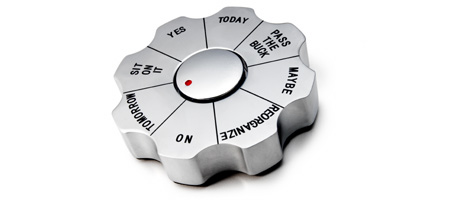 TODAY
PASS
THE
BUCK
MAYBE
REORGANIZE
NO
TOMORROW
SIT
ON
IT
YES